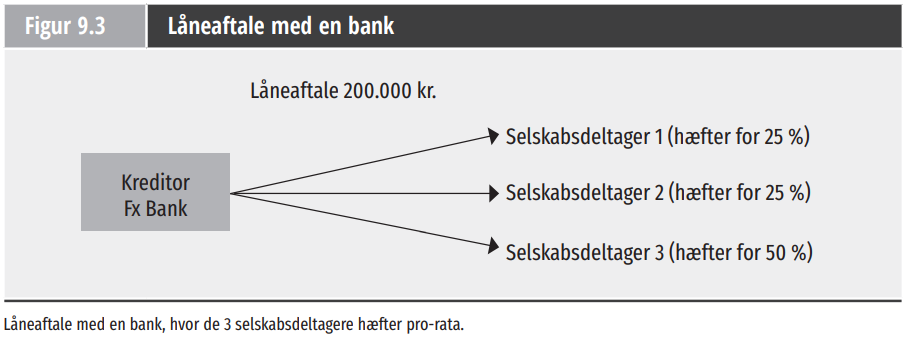 Figur 9.3
Låneaftale med en bank
Låneaftale 200.000 kr.
Selskabsdeltager 1 (hæfter for 25 %)
Kreditor
Fx Bank
Selskabsdeltager 2 (hæfter for 25 %)
Selskabsdeltager 3 (hæfter for 50 %)
Låneaftale med en bank, hvor de 3 selskabsdeltagere hæfter pro-rata.